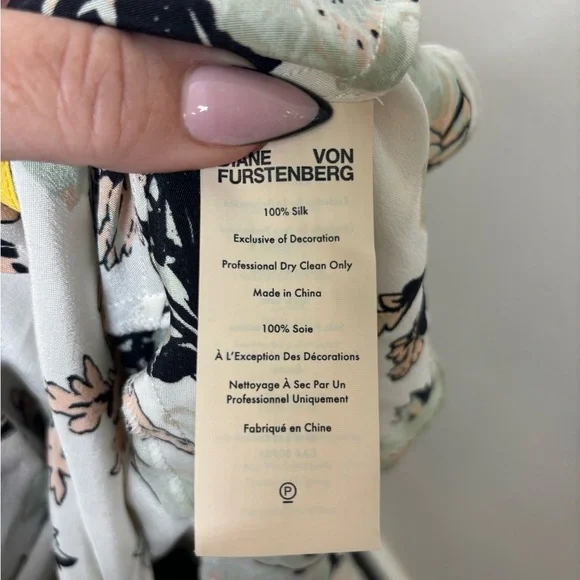 DIANE VON
FURSTENBERG
100% Silk
Exclusive of Decoration
Professional Dry Clean Only
Made in China
100% Soie
À L'Exception Des Décorations
Nettoyage À Sec Par Un
Professionnel Uniquement
Fabriqué en Chine
P